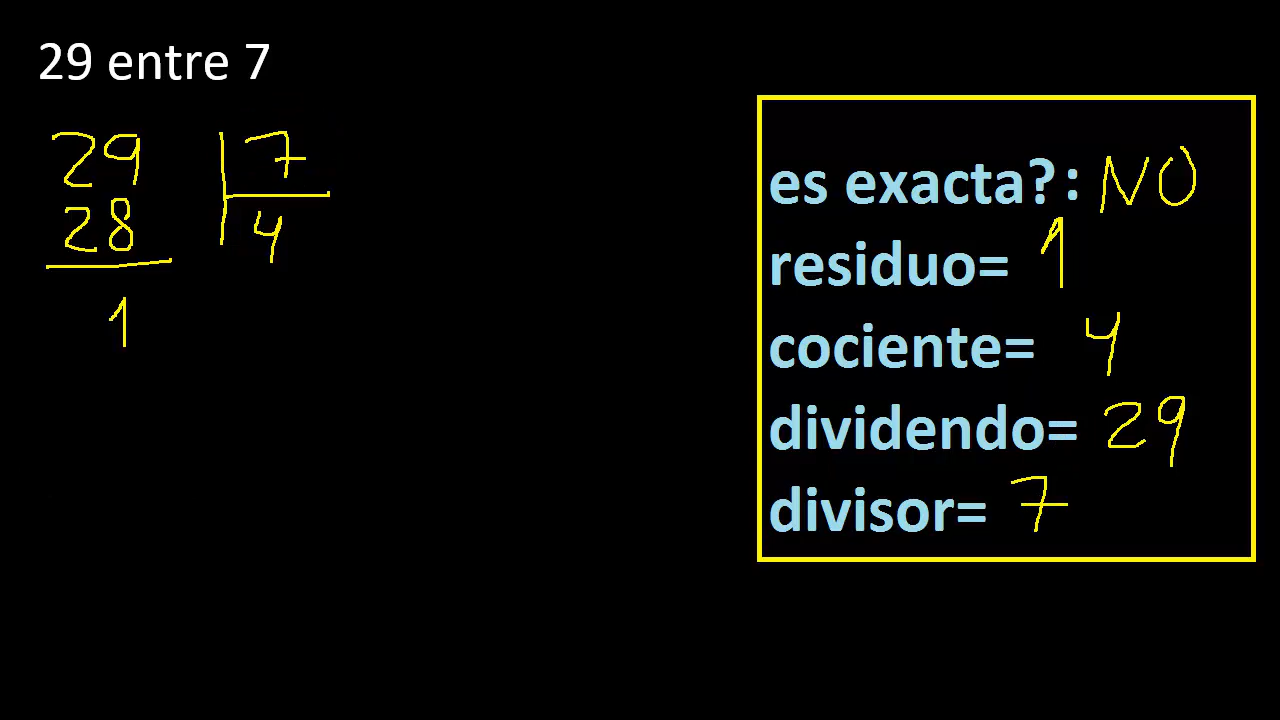 29 entre 7
29 7
28 4
1
es exacta?: NO
residuo= 1
cociente= 4
dividendo= 29
divisor= 7